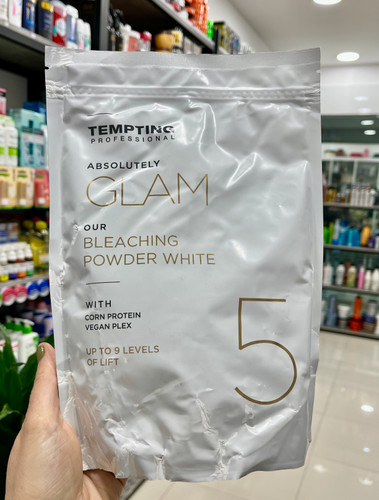 TEMPTING
PROFESSIONAL
ABSOLUTELY
GLAM
OUR
BLEACHING
POWDER WHITE
WITH
CORN PROTEIN
VEGAN PLEX
UP TO 9 LEVELS
OF LIFT
5